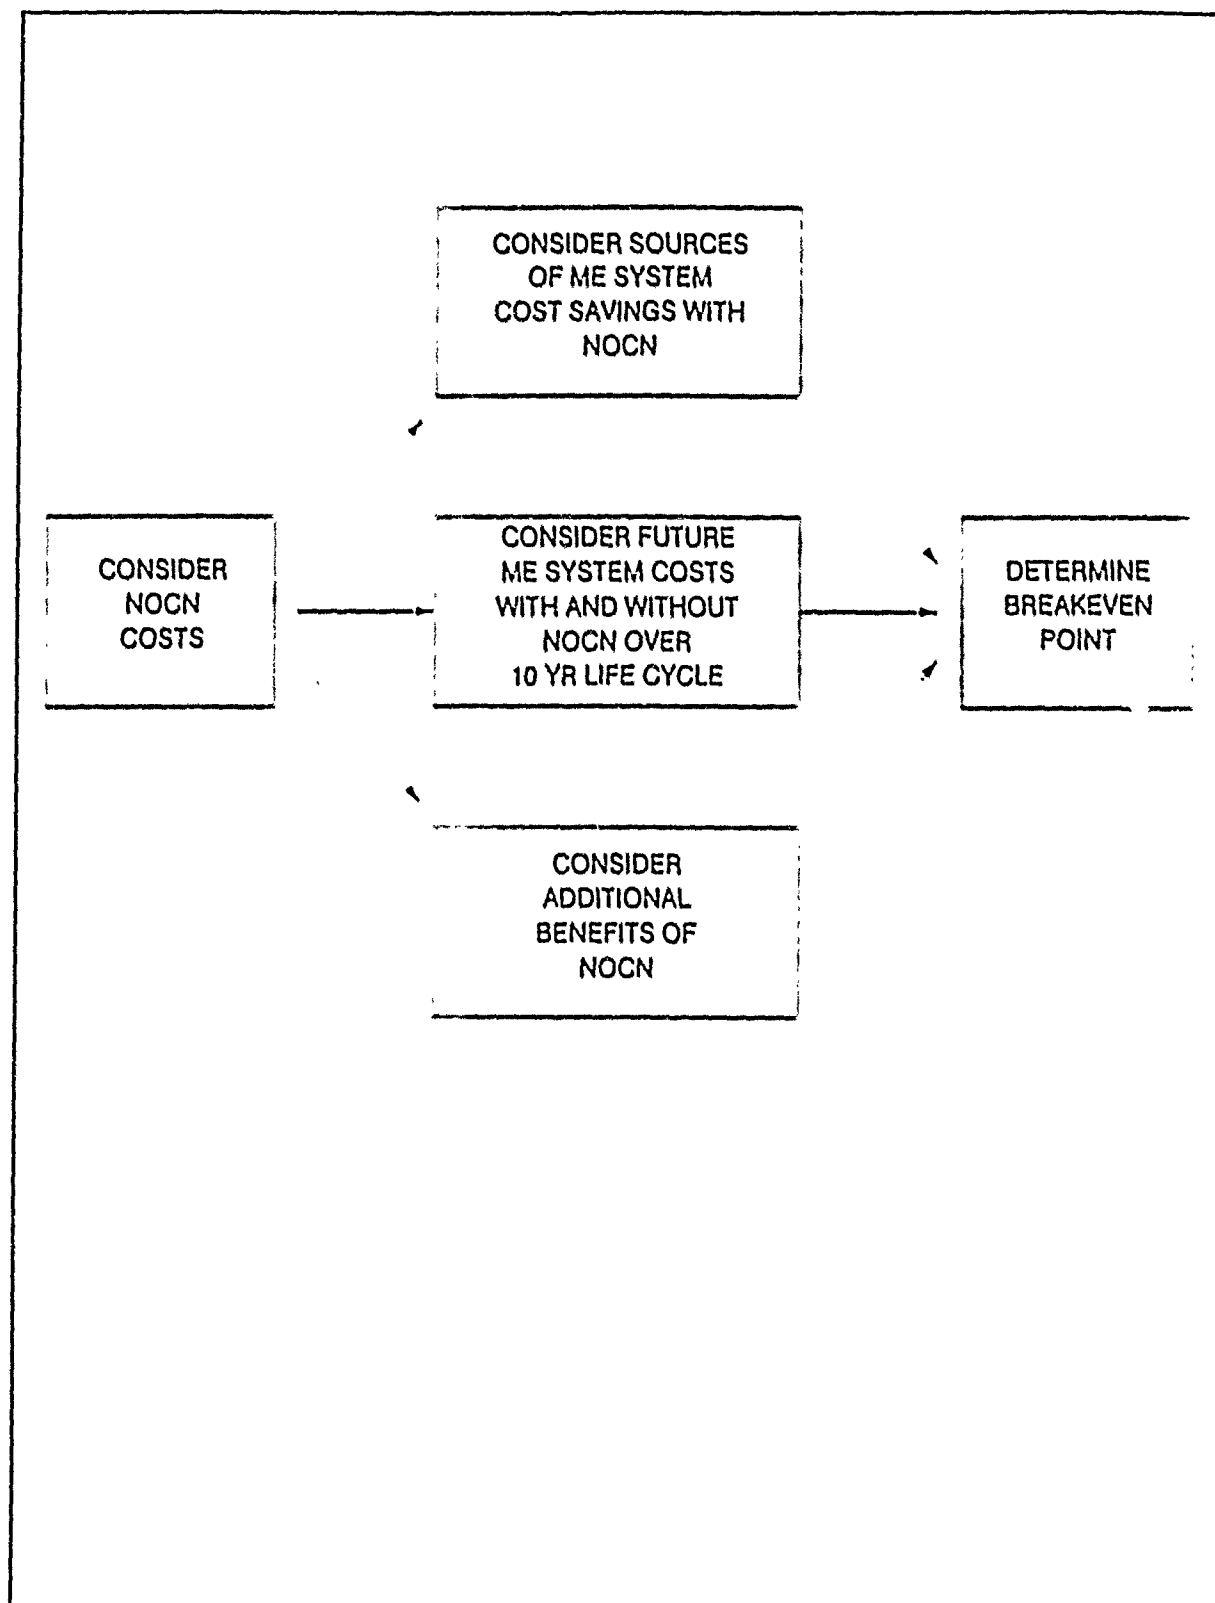 CONSIDER SOURCES
OF ME SYSTEM
COST SAVINGS WITH
NOCN
CONSIDER
NOCN
COSTS
CONSIDER FUTURE
ME SYSTEM COSTS
WITH AND WITHOUT
NOCN OVER
10 YR LIFE CYCLE
DETERMINE
BREAKEVEN
POINT
CONSIDER
ADDITIONAL
BENEFITS OF
NOCN